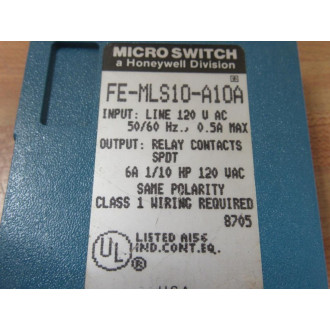 MICRO SWITCH
a Honeywell Division
FE-MLS10-A10A
INPUT: LINE 120 V AC
50/60 Hz., 0.5A MAX
OUTPUT: RELAY CONTACTS
SPDT
6A 1/10 HP 120 VAC
SAME POLARITY
CLASS 1 WIRING REQUIRED
8705
UL
LISTED A156
IND.CONT.EQ.